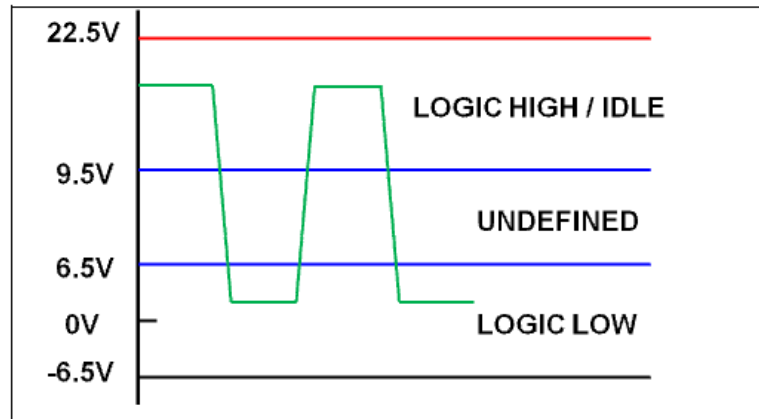 22.5V
LOGIC HIGH / IDLE
9.5V
UNDEFINED
6.5V
0V
LOGIC LOW
-6.5V